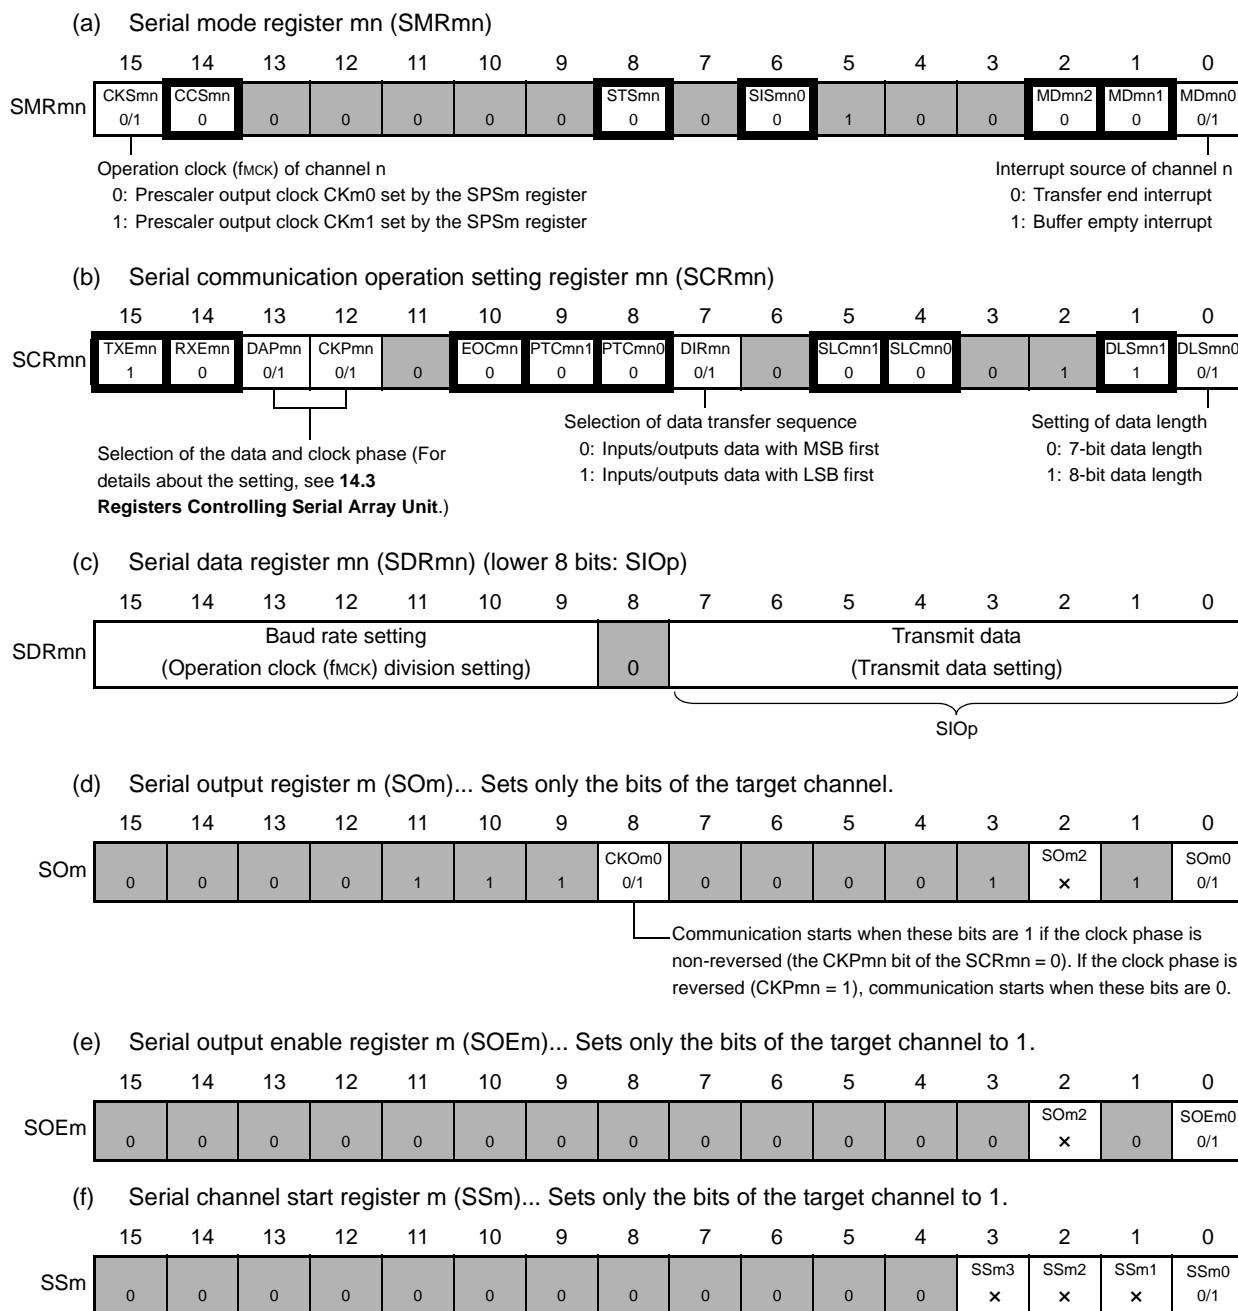 (a) Serial mode register mn (SMRmn)
15 14 13 12 11 10 9 8 7 6 5 4 3 2 1 0
SMRmn CKSmn CCSmn STSmn SISmn0 MDmn2 MDmn1 MDmn0
0/1 0 0 0 0 0 0 0 0 0 1 0 0 0 0 0/1
Operation clock (fMCK) of channel n
0: Prescaler output clock CKm0 set by the SPSm register
1: Prescaler output clock CKm1 set by the SPSm register
Interrupt source of channel n
0: Transfer end interrupt
1: Buffer empty interrupt
(b) Serial communication operation setting register mn (SCRmn)
15 14 13 12 11 10 9 8 7 6 5 4 3 2 1 0
SCRmn TXEmn RXEmn DAPmn CKPmn EOCmn PTCmn1 PTCmn0 DIRmn SLCmn1 SLCmn0 DLSmn1 DLSmn0
1 0 0/1 0/1 0 0 0 0 0/1 0 0 0 0 1 1 0/1
Selection of the data and clock phase (For
details about the setting, see 14.3
Registers Controlling Serial Array Unit.)
Selection of data transfer sequence
0: Inputs/outputs data with MSB first
1: Inputs/outputs data with LSB first
Setting of data length
0: 7-bit data length
1: 8-bit data length
(c) Serial data register mn (SDRmn) (lower 8 bits: SIOp)
15 14 13 12 11 10 9 8 7 6 5 4 3 2 1 0
SDRmn
Baud rate setting
(Operation clock (fMCK) division setting)
0
Transmit data
(Transmit data setting)
SIOp
(d) Serial output register m (SOm)... Sets only the bits of the target channel.
15 14 13 12 11 10 9 8 7 6 5 4 3 2 1 0
SOm CKOm0 SOm2 SOm0
0 0 0 0 1 1 1 0/1 0 0 0 0 1 × 1 0/1
Communication starts when these bits are 1 if the clock phase is
non-reversed (the CKPmn bit of the SCRmn = 0). If the clock phase is
reversed (CKPmn = 1), communication starts when these bits are 0.
(e) Serial output enable register m (SOEm)... Sets only the bits of the target channel to 1.
15 14 13 12 11 10 9 8 7 6 5 4 3 2 1 0
SOEm SOm2 SOEm0
0 0 0 0 0 0 0 0 0 0 0 0 0 × 0 0/1
(f) Serial channel start register m (SSm)... Sets only the bits of the target channel to 1.
15 14 13 12 11 10 9 8 7 6 5 4 3 2 1 0
SSm SSm3 SSm2 SSm1 SSm0
0 0 0 0 0 0 0 0 0 0 0 0 × × × 0/1